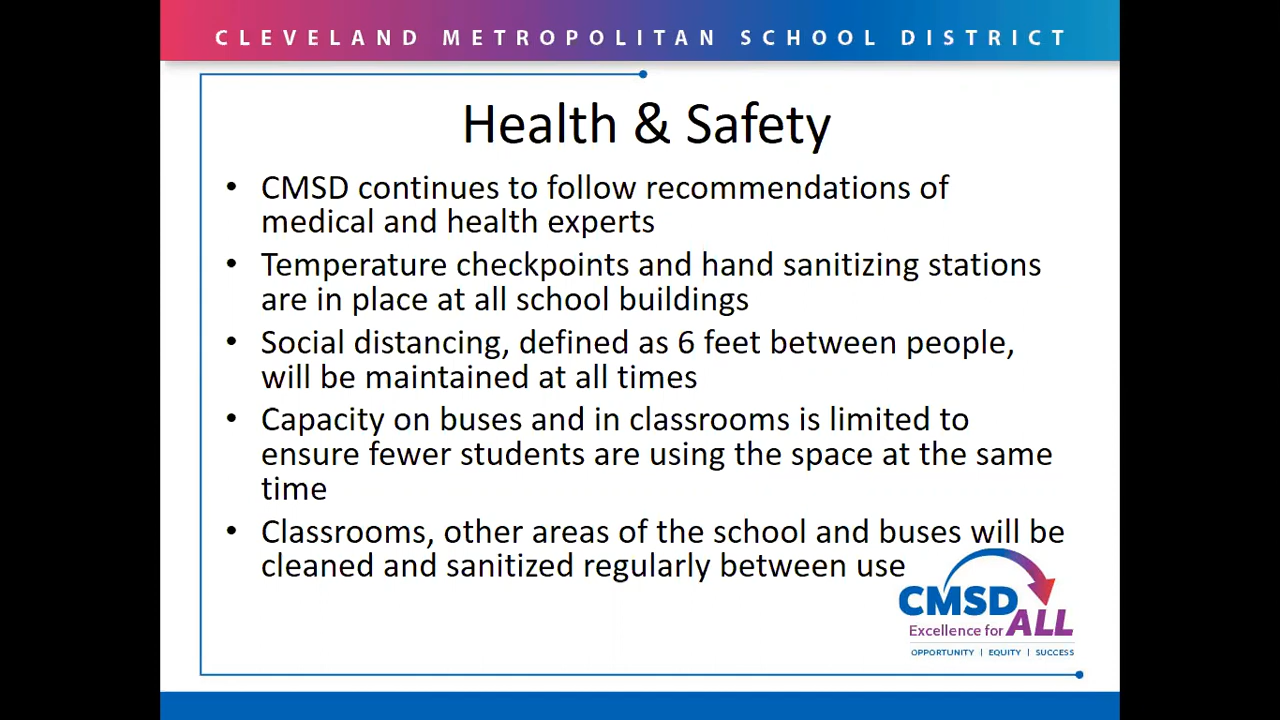 CLEVELAND METROPOLITAN SCHOOL DISTRICT
Health & Safety
• CMSD continues to follow recommendations of
medical and health experts
• Temperature checkpoints and hand sanitizing stations
are in place at all school buildings
• Social distancing, defined as 6 feet between people,
will be maintained at all times
• Capacity on buses and in classrooms is limited to
ensure fewer students are using the space at the same
time
• Classrooms, other areas of the school and buses will be
cleaned and sanitized regularly between use
CMSD
Excellence for ALL
OPPORTUNITY | EQUITY | SUCCESS